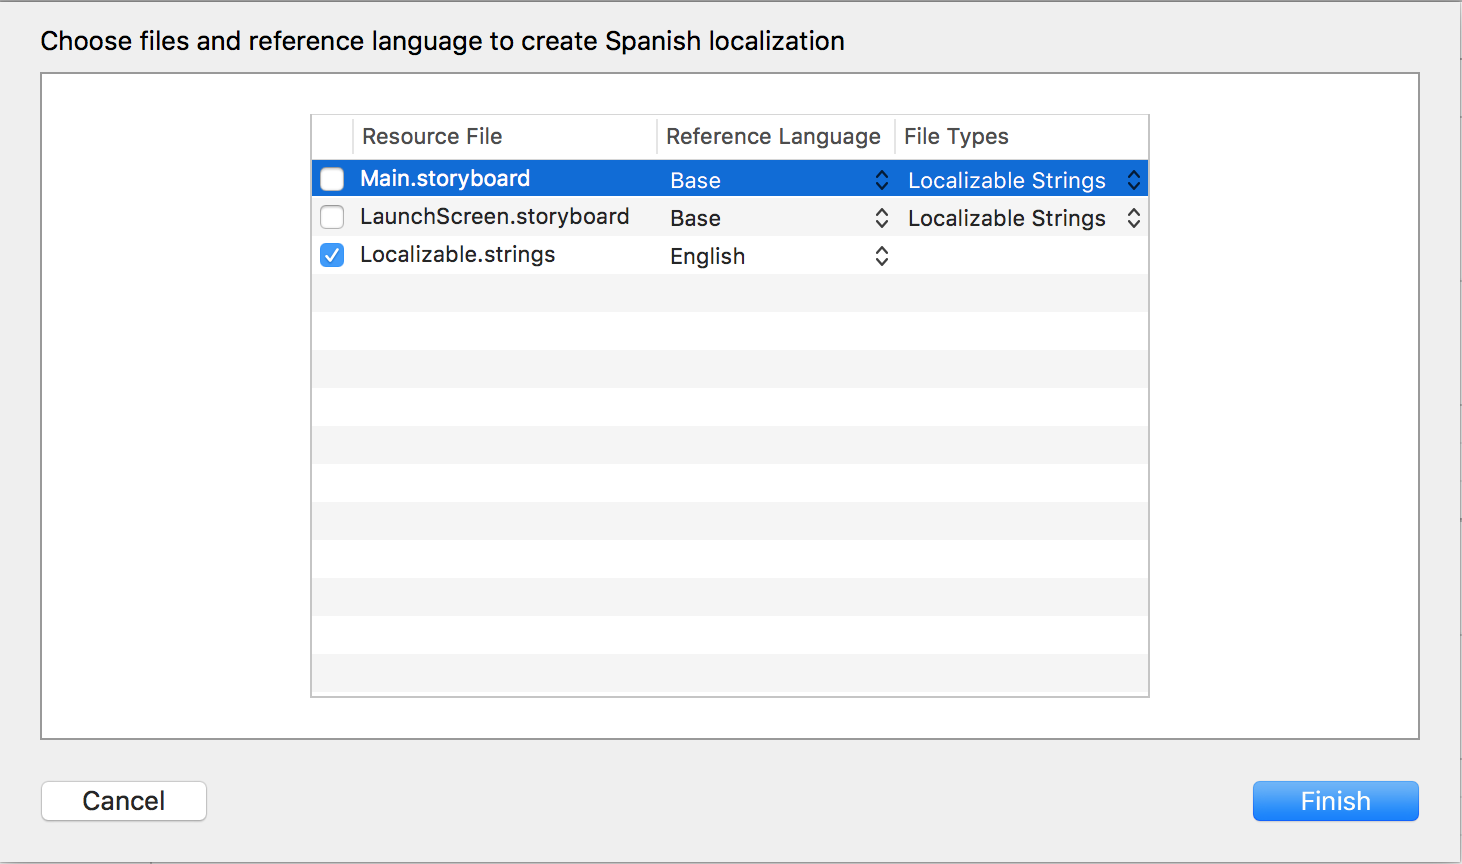 Choose files and reference language to create Spanish localization
Resource File Reference Language File Types
Main.storyboard Base Localizable Strings
LaunchScreen.storyboard Base Localizable Strings
Localizable.strings English
Cancel Finish